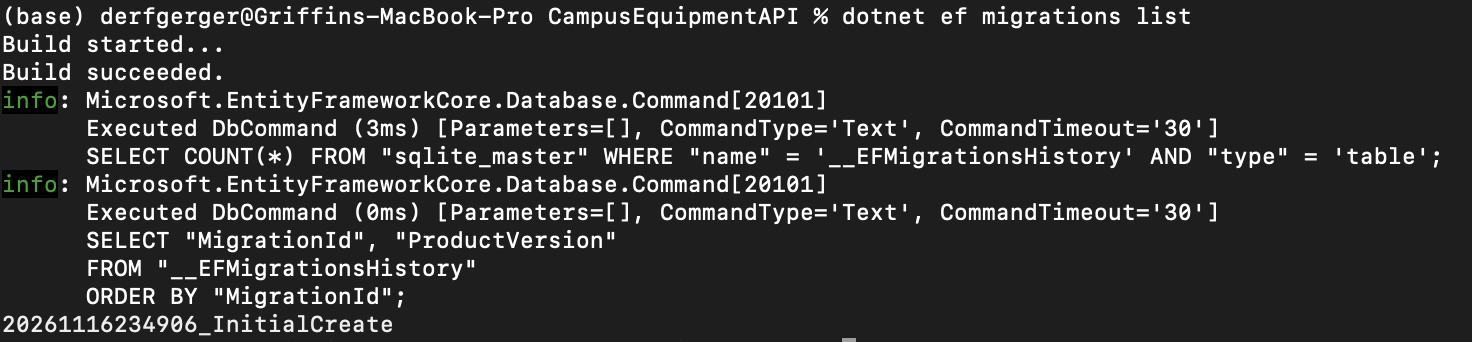 (base) derfgerger@Griffins-MacBook-Pro CampusEquipmentAPI % dotnet ef migrations list
Build started...
Build succeeded.
info: Microsoft.EntityFrameworkCore.Database.Command[20101]
      Executed DbCommand (3ms) [Parameters=[], CommandType='Text', CommandTimeout='30']
      SELECT COUNT(*) FROM "sqlite_master" WHERE "name" = '__EFMigrationsHistory' AND "type" = 'table';
info: Microsoft.EntityFrameworkCore.Database.Command[20101]
      Executed DbCommand (0ms) [Parameters=[], CommandType='Text', CommandTimeout='30']
      SELECT "MigrationId", "ProductVersion"
      FROM "__EFMigrationsHistory"
      ORDER BY "MigrationId";
20261116234906_InitialCreate